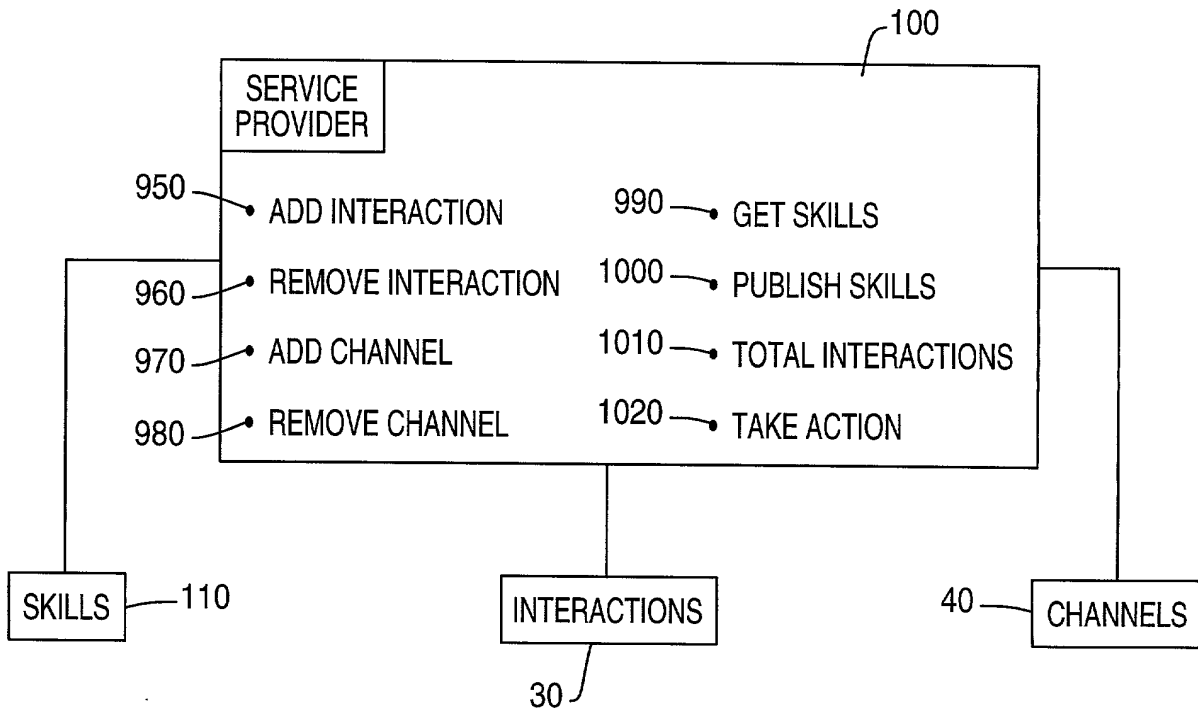 100
SERVICE
PROVIDER
950 • ADD INTERACTION
990 • GET SKILLS
960 • REMOVE INTERACTION
1000 • PUBLISH SKILLS
970 • ADD CHANNEL
1010 • TOTAL INTERACTIONS
980 • REMOVE CHANNEL
1020 • TAKE ACTION
SKILLS
110
INTERACTIONS
30
40
CHANNELS